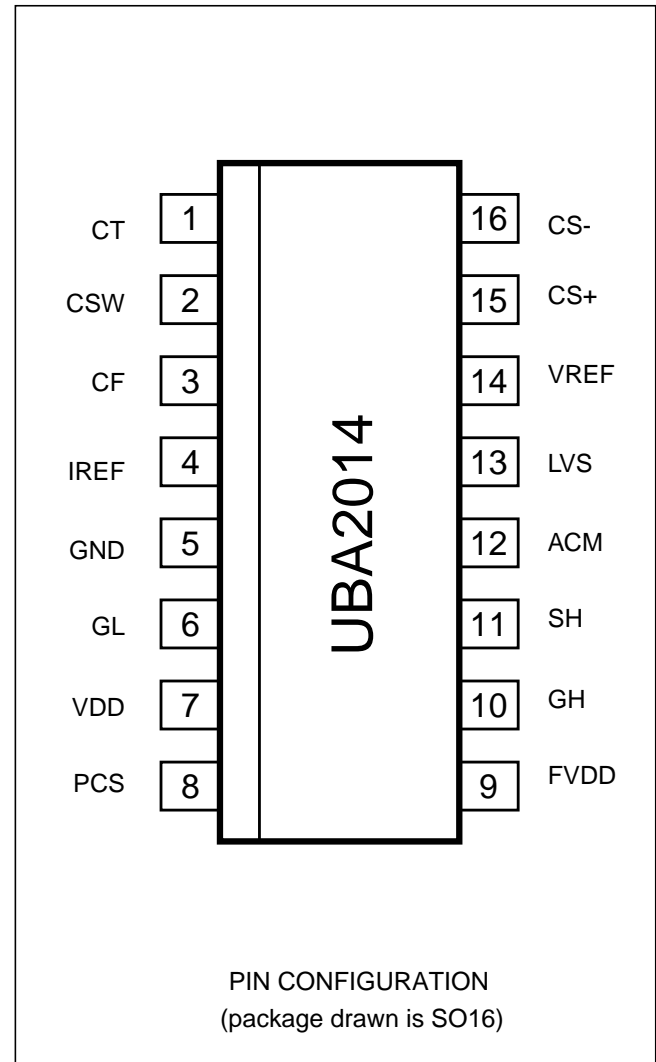 CT 1 16 CS-
CSW 2 15 CS+
CF 3 14 VREF
IREF 4 13 LVS
GND 5 12 ACM
GL 6 11 SH
VDD 7 10 GH
PCS 8 9 FVDD
UBA2014
PIN CONFIGURATION
(package drawn is SO16)